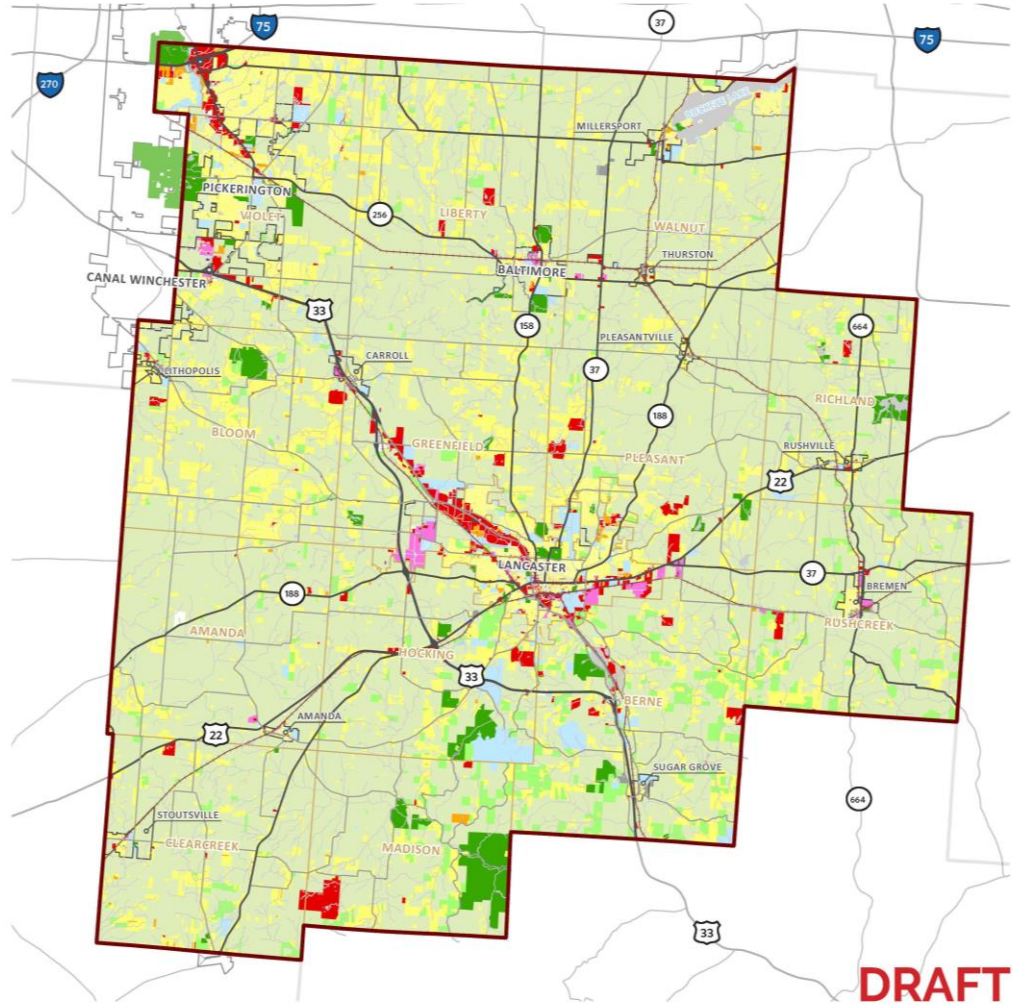 37
75
75
270
BUCKEYE LAKE
MILLERSPORT
PICKERINGTON
VIOLET
256
LIBERTY
WALNUT
THURSTON
BALTIMORE
CANAL WINCHESTER
33
158
664
PLEASANTVILLE
CARROLL
LITHOPOLIS
37
RICHLAND
188
BLOOM
GREENFIELD
PLEASANT
RUSHVILLE
22
LANCASTER
37
BREMEN
188
RUSHCREEK
AMANDA
HOCKING
33
BERNE
AMANDA
22
SUGAR GROVE
664
STOUTSVILLE
CLEARCREEK
MADISON
33
DRAFT